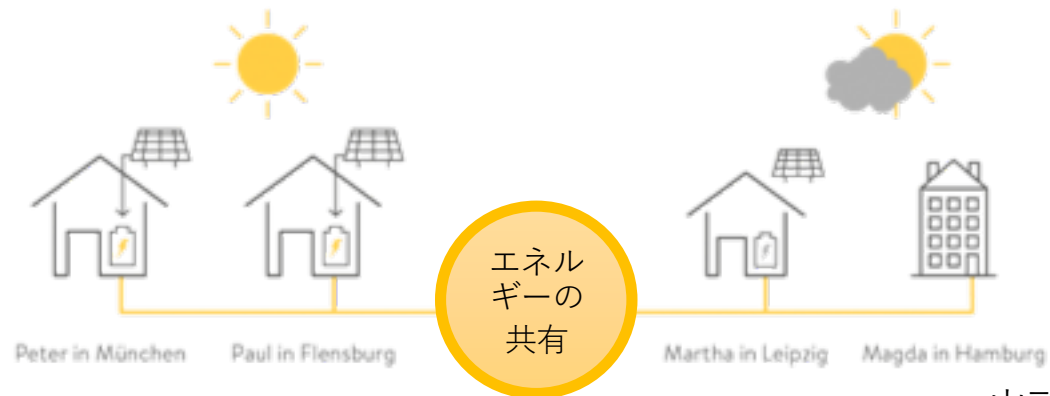 エネル
ギーの
共有
Peter in München
Paul in Flensburg
Martha in Leipzig
Magda in Hamburg